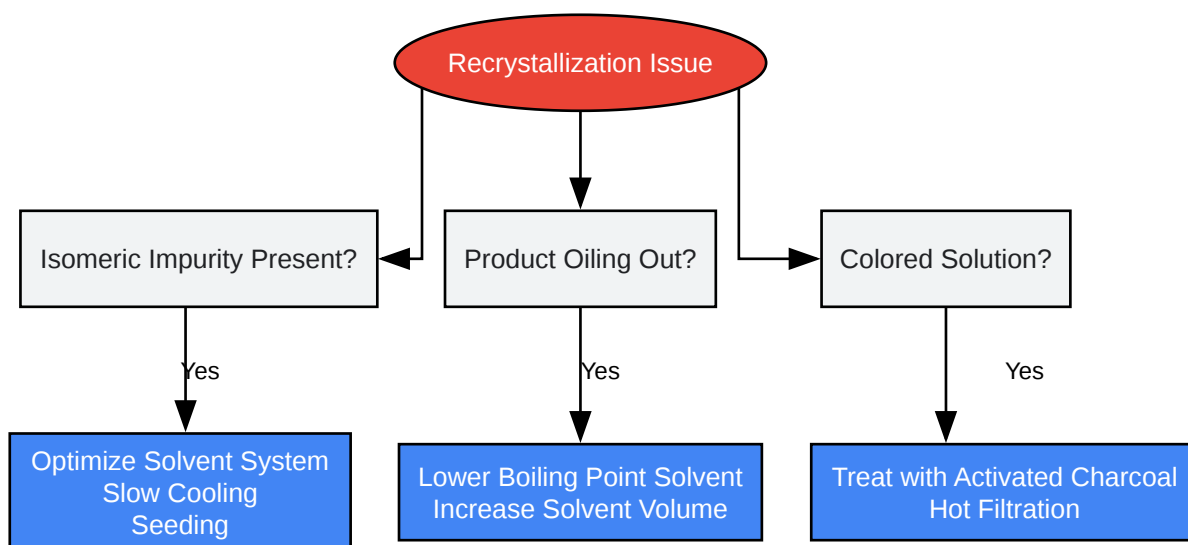 Recrystallization Issue
Isomeric Impurity Present?
Product Oiling Out?
Colored Solution?
Yes
Yes
Yes
Optimize Solvent System
Slow Cooling
Seeding
Lower Boiling Point Solvent
Increase Solvent Volume
Treat with Activated Charcoal
Hot Filtration